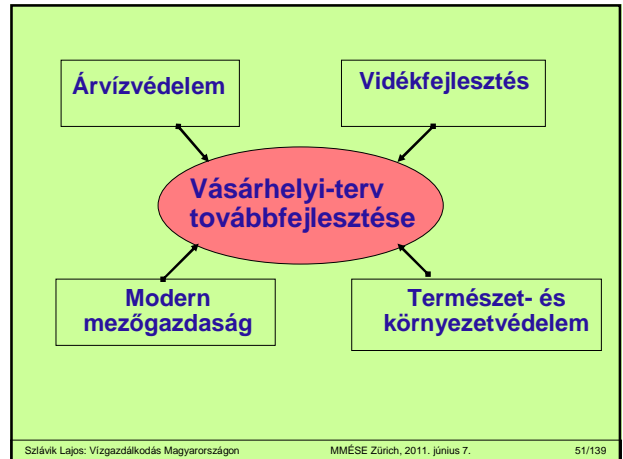 Árvízvédelem
Vidékfejlesztés
Vásárhelyi-terv
továbbfejlesztése
Modern
mezőgazdaság
Természet- és
környezetvédelem
Szlávik Lajos: Vízgazdálkodás Magyarországon MMÉSE Zürich, 2011. június 7. 51/139